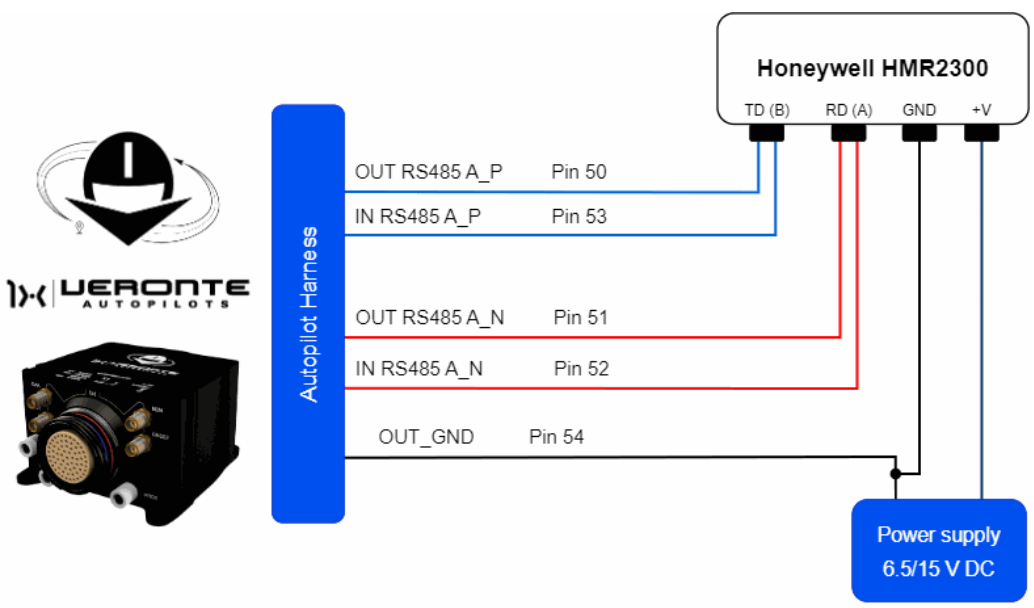 Honeywell HMR2300
TD (B) RD (A) GND +V
OUT RS485 A_P Pin 50
IN RS485 A_P Pin 53
OUT RS485 A_N Pin 51
IN RS485 A_N Pin 52
OUT_GND Pin 54
Autopilot Harness
VERONTE
AUTOPILOTS
Power supply
6.5/15 V DC